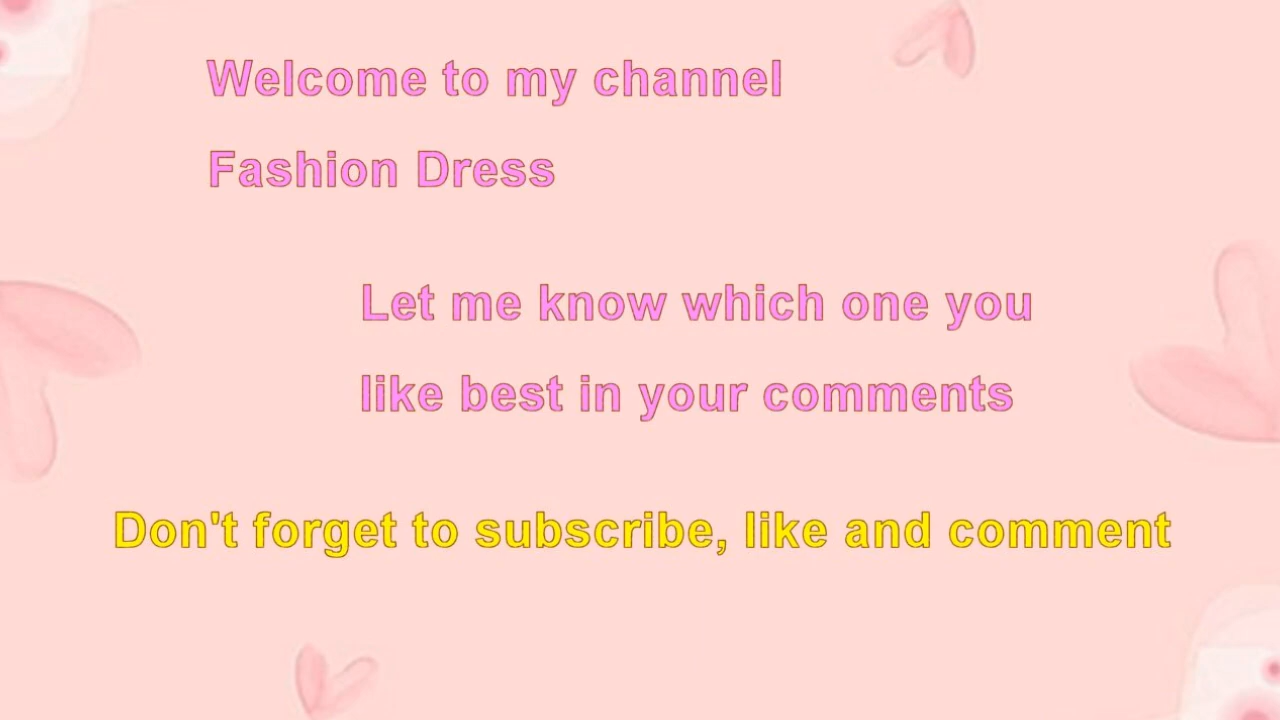 Welcome to my channel
Fashion Dress
Let me know which one you
like best in your comments
Don't forget to subscribe, like and comment